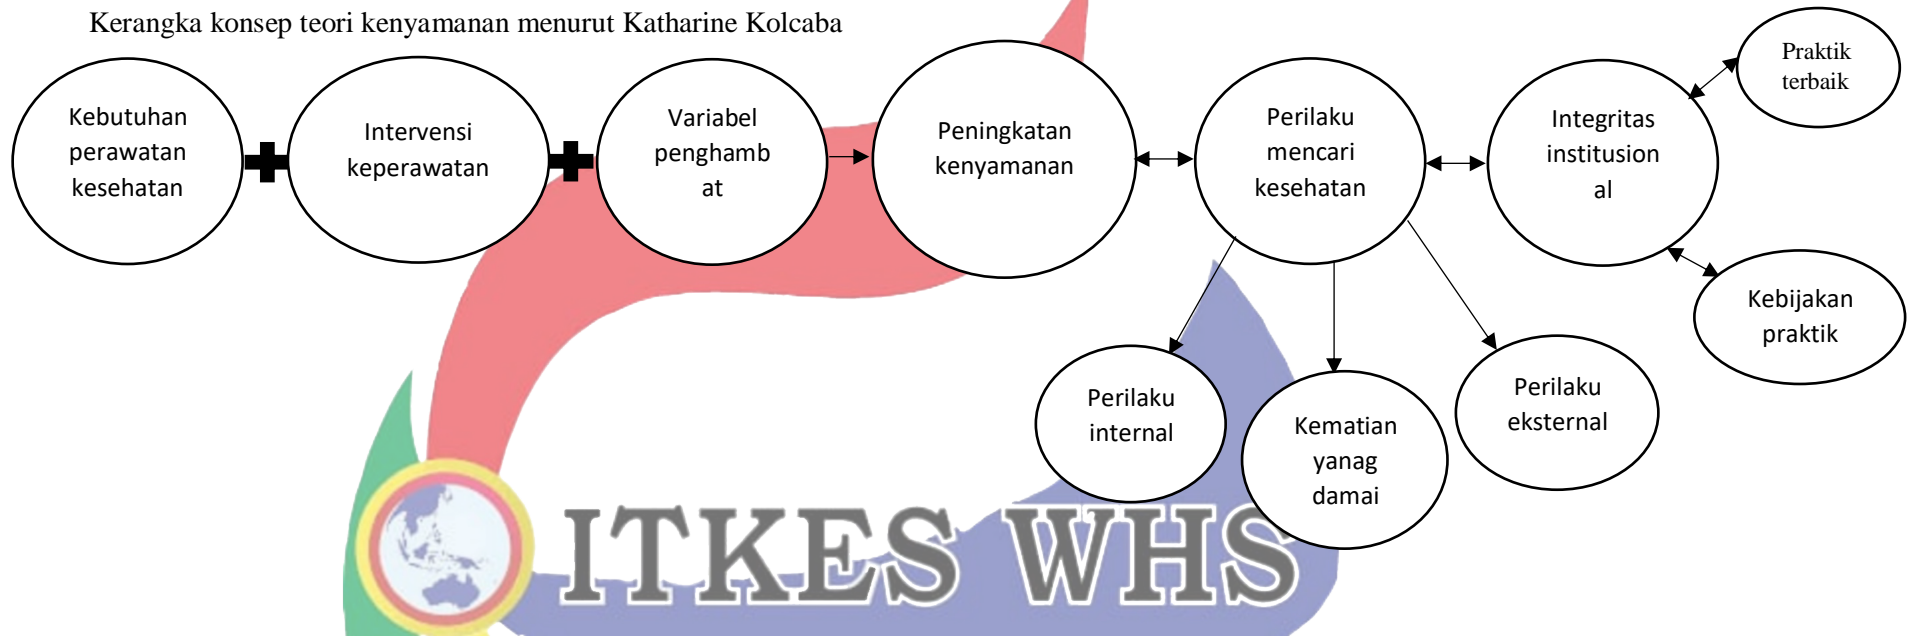 Kerangka konsep teori kenyamanan menurut Katharine Kolcaba
Kebutuhan
perawatan
kesehatan
Intervensi
keperawatan
Variabel
penghamb
at
Peningkatan
kenyamanan
Perilaku
mencari
kesehatan
Integritas
institusion
al
Praktik
terbaik
Kebijakan
praktik
Perilaku
internal
Kematian
yanag
damai
Perilaku
eksternal
ITKES WHS